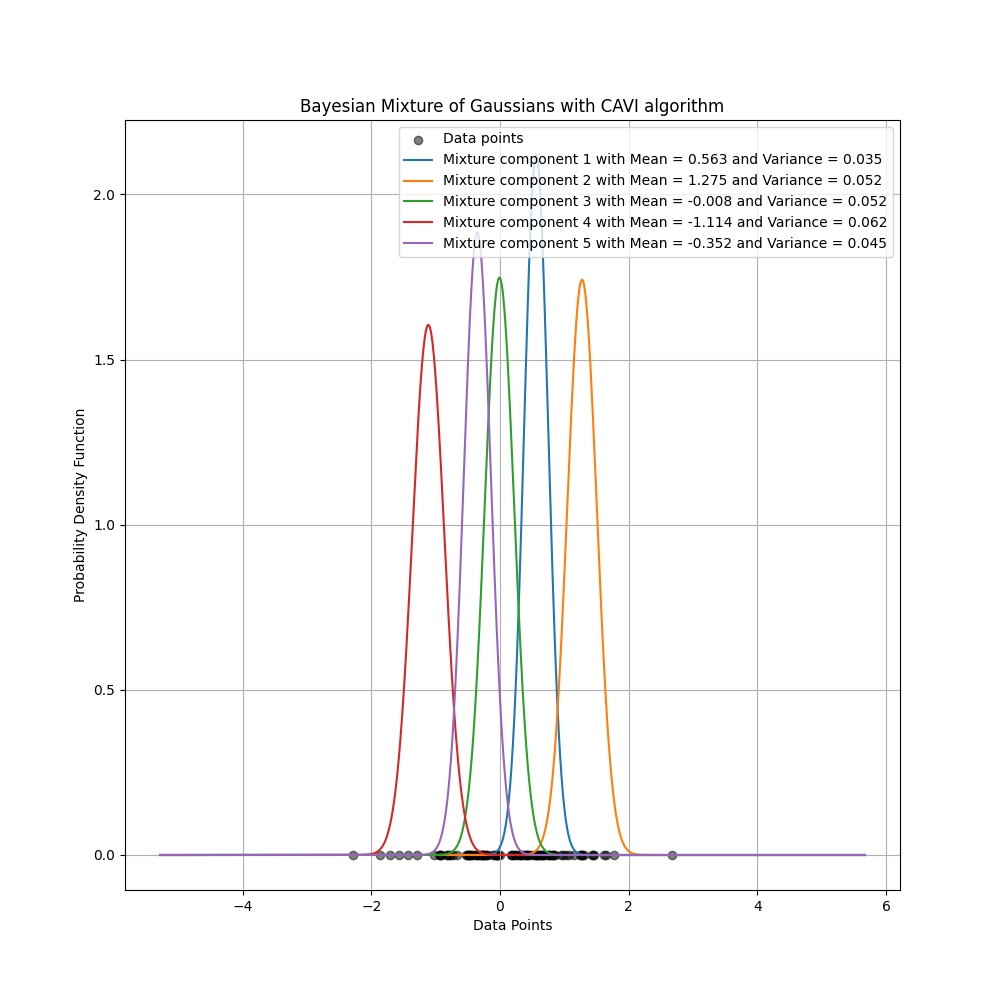 Bayesian Mixture of Gaussians with CAVI algorithm
Data points
Mixture component 1 with Mean = 0.563 and Variance = 0.035
Mixture component 2 with Mean = 1.275 and Variance = 0.052
Mixture component 3 with Mean = -0.008 and Variance = 0.052
Mixture component 4 with Mean = -1.114 and Variance = 0.062
Mixture component 5 with Mean = -0.352 and Variance = 0.045
Probability Density Function
2.0
1.5
1.0
0.5
0.0
−4 −2 0 2 4 6
Data Points